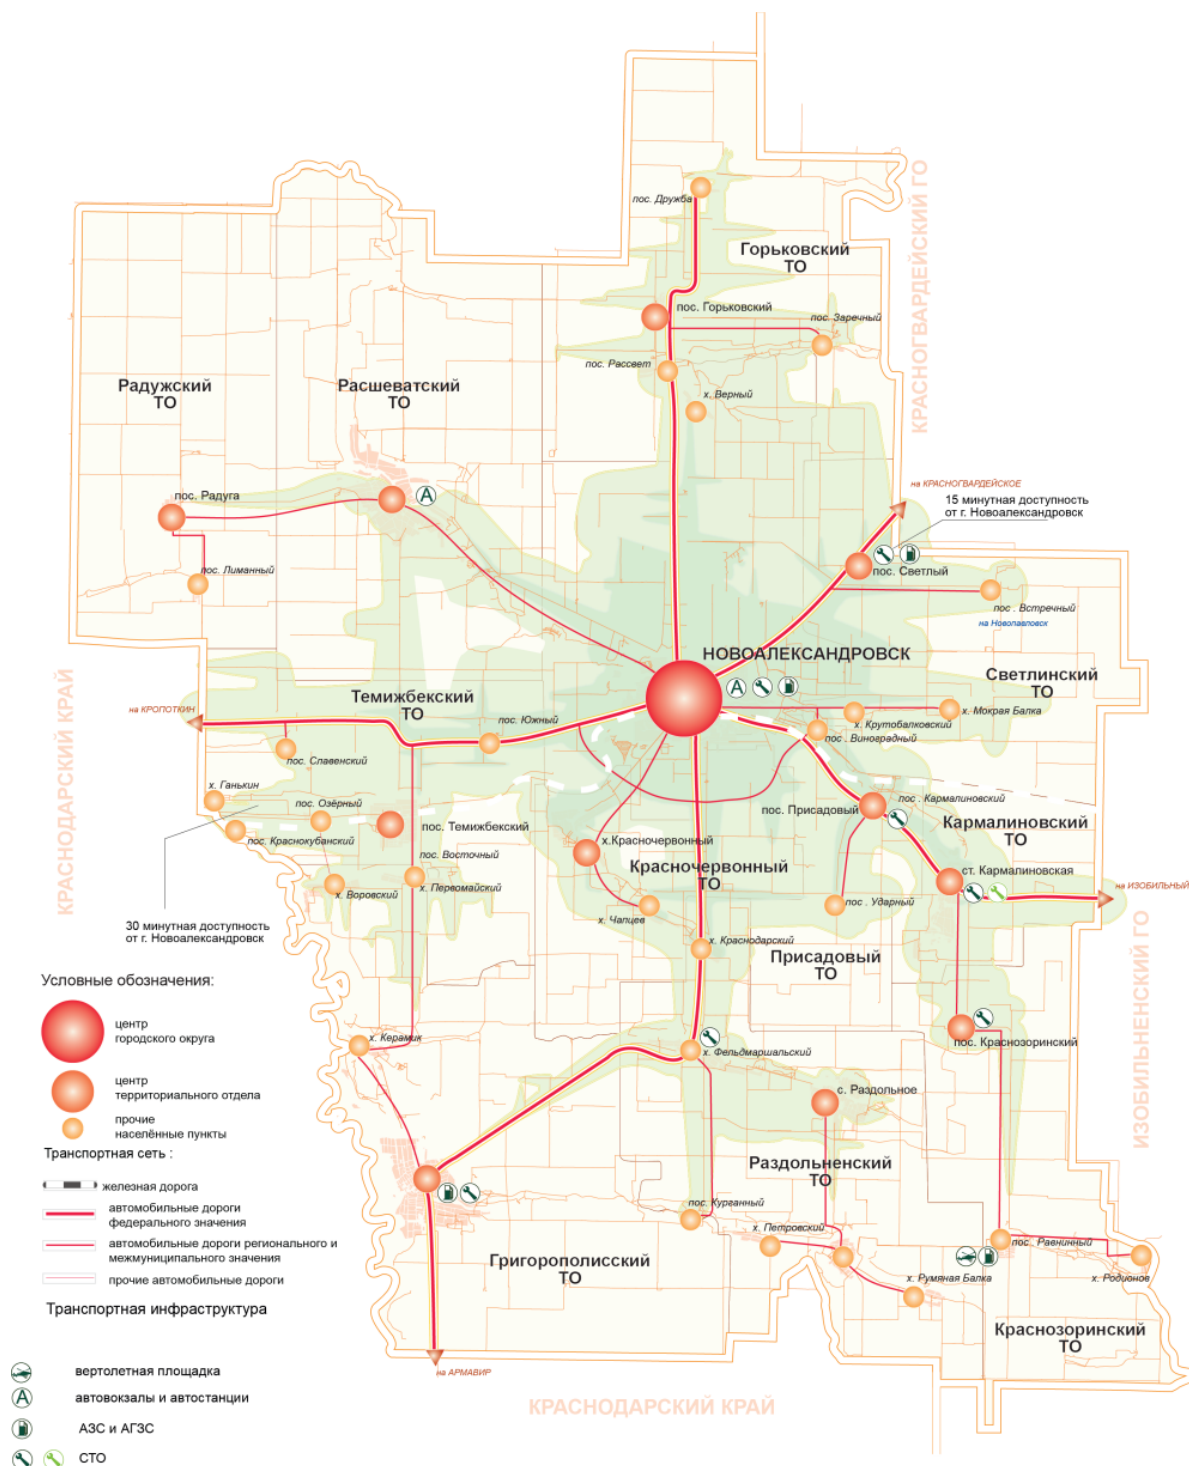 пос. Дружба
Горьковский
ТО
КРАСНОГВАРДЕЙСКИЙ ГО
пос. Горьковский
пос. Заречный
пос. Рассвет
х. Верный
Радужский
ТО
Расшеватский
ТО
на КРАСНОГВАРДЕЙСКОЕ
15 минутная доступность
от г. Новоалександровск
пос. Радуга
А
пос. Лиманный
пос. Светлый
пос . Встречный
на Новопавловск
НОВОАЛЕКСАНДРОВСК
А
Светлинский
ТО
КРАСНОДАРСКИЙ КРАЙ
на КРОПОТКИН
Темижбекский
ТО
пос. Южный
х. Мокрая Балка
х. Крутобалковский
пос . Виноградный
пос. Славенский
х. Ганькин
пос. Озёрный
пос. Краснокубанский
пос. Темижбекский
пос. Присадовый
пос . Кармалиновский
Кармалиновский
ТО
х.Красночервонный
Красночервонный
ТО
пос. Восточный
х. Первомайский
х. Воровский
ст. Кармалиновская
на ИЗОБИЛЬНЫЙ
30 минутная доступность
от г. Новоалександровск
х. Чапцев
пос . Ударный
х. Краснодарский
Присадовый
ТО
ИЗОБИЛЬНЕНСКИЙ ГО
Условные обозначения:
центр
городского округа
х. Керамик
х. Фельдмаршальский
пос. Краснозоринский
центр
территориального отдела
с. Раздольное
прочие
населённые пункты
Транспортная сеть :
железная дорога
автомобильные дороги
федерального значения
автомобильные дороги регионального и
межмуниципального значения
прочие автомобильные дороги
Раздольненский
ТО
пос. Курганный
х. Петровский
пос . Равнинный
Григорополисский
ТО
х. Румяная Балка
х. Родионов
Транспортная инфраструктура
Краснозоринский
ТО
на АРМАВИР
КРАСНОДАРСКИЙ КРАЙ
вертолетная площадка
А
автовокзалы и автостанции
АЗС и АГЗС
СТО